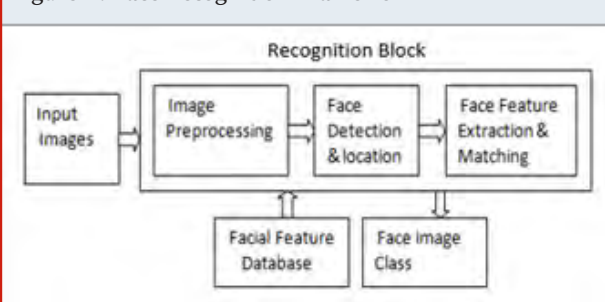 Recognition Block
Input
Images
Image
Preprocessing
Face
Detection
&location
Face Feature
Extraction &
Matching
Facial Feature
Database
Face Image
Class